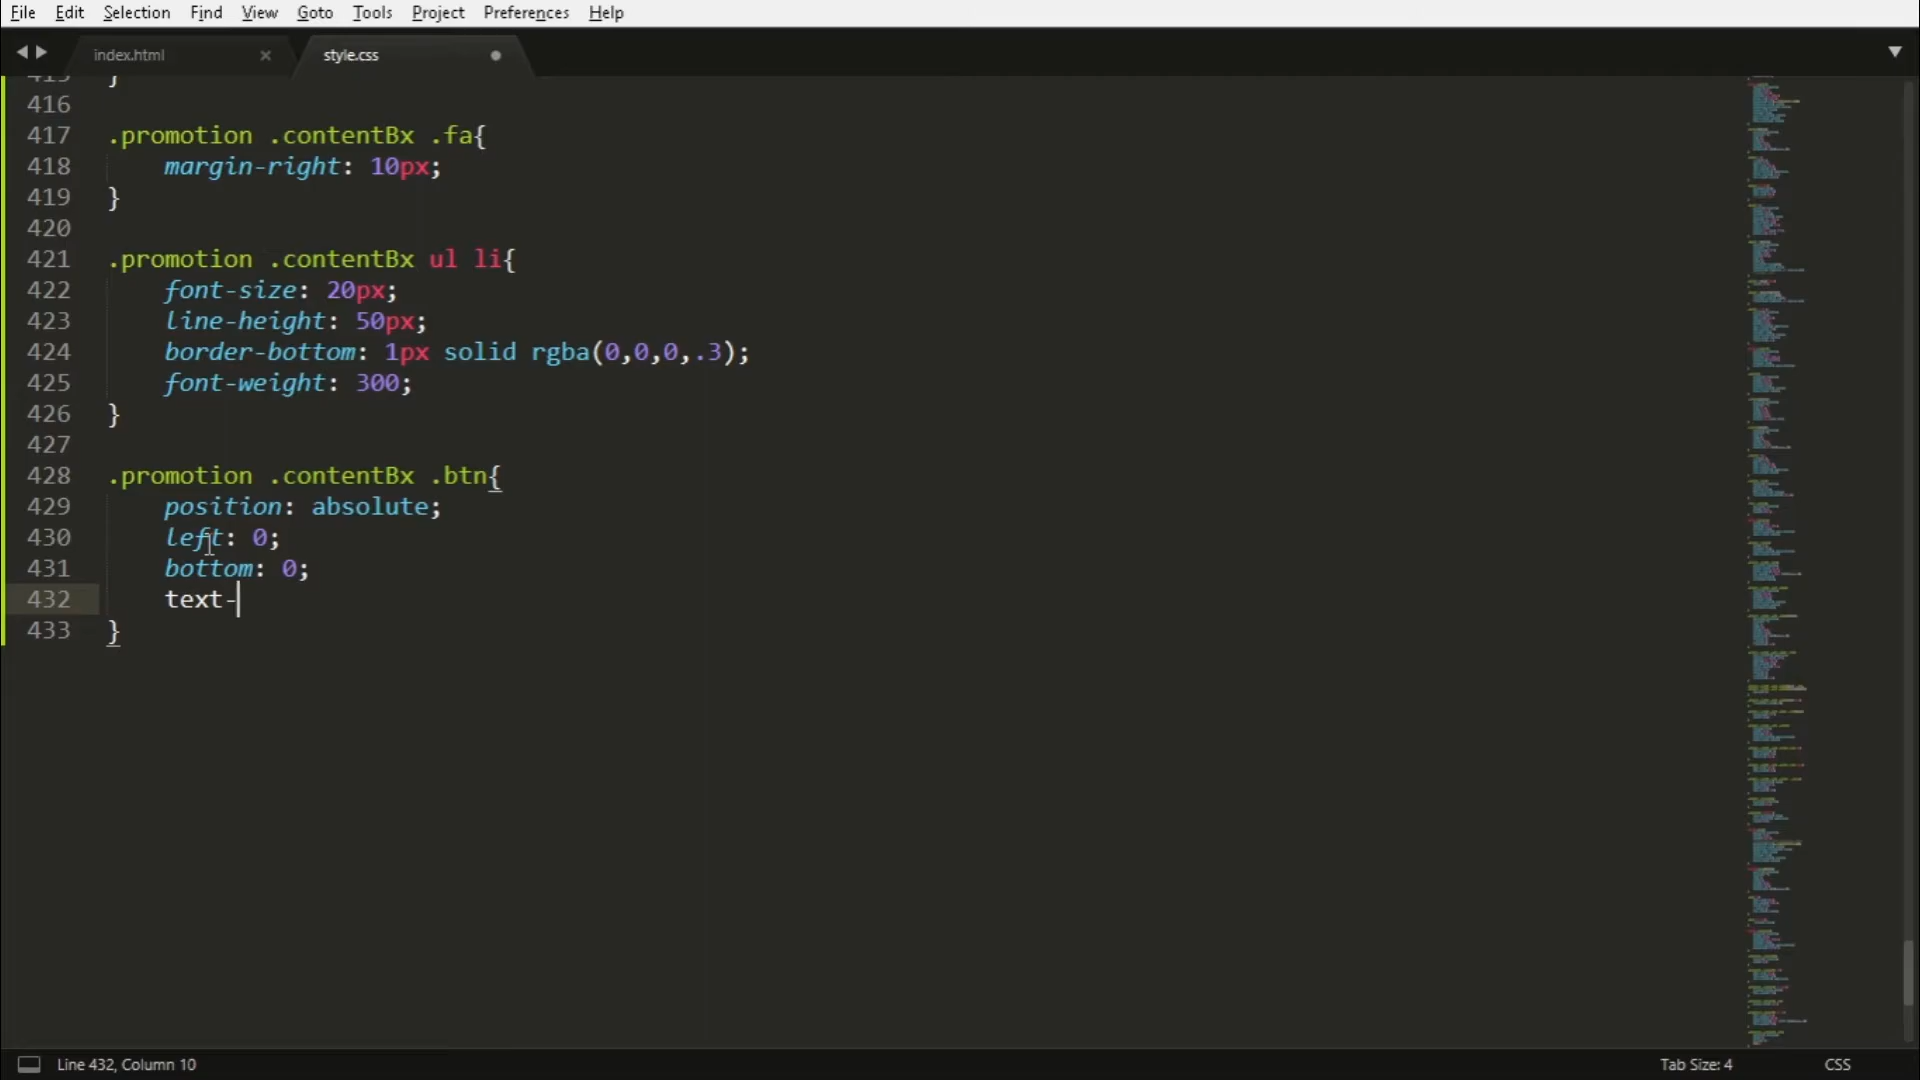 File Edit Selection Find View Goto Tools Project Preferences Help
index.html style.css
415 }
416
417 .promotion .contentBx .fa{
418 margin-right: 10px;
419 }
420
421 .promotion .contentBx ul li{
422 font-size: 20px;
423 line-height: 50px;
424 border-bottom: 1px solid rgba(0,0,0,.3);
425 font-weight: 300;
426 }
427
428 .promotion .contentBx .btn{
429 position: absolute;
430 left: 0;
431 bottom: 0;
432 text-
433 }
Line 432, Column 10 Tab Size: 4 CSS